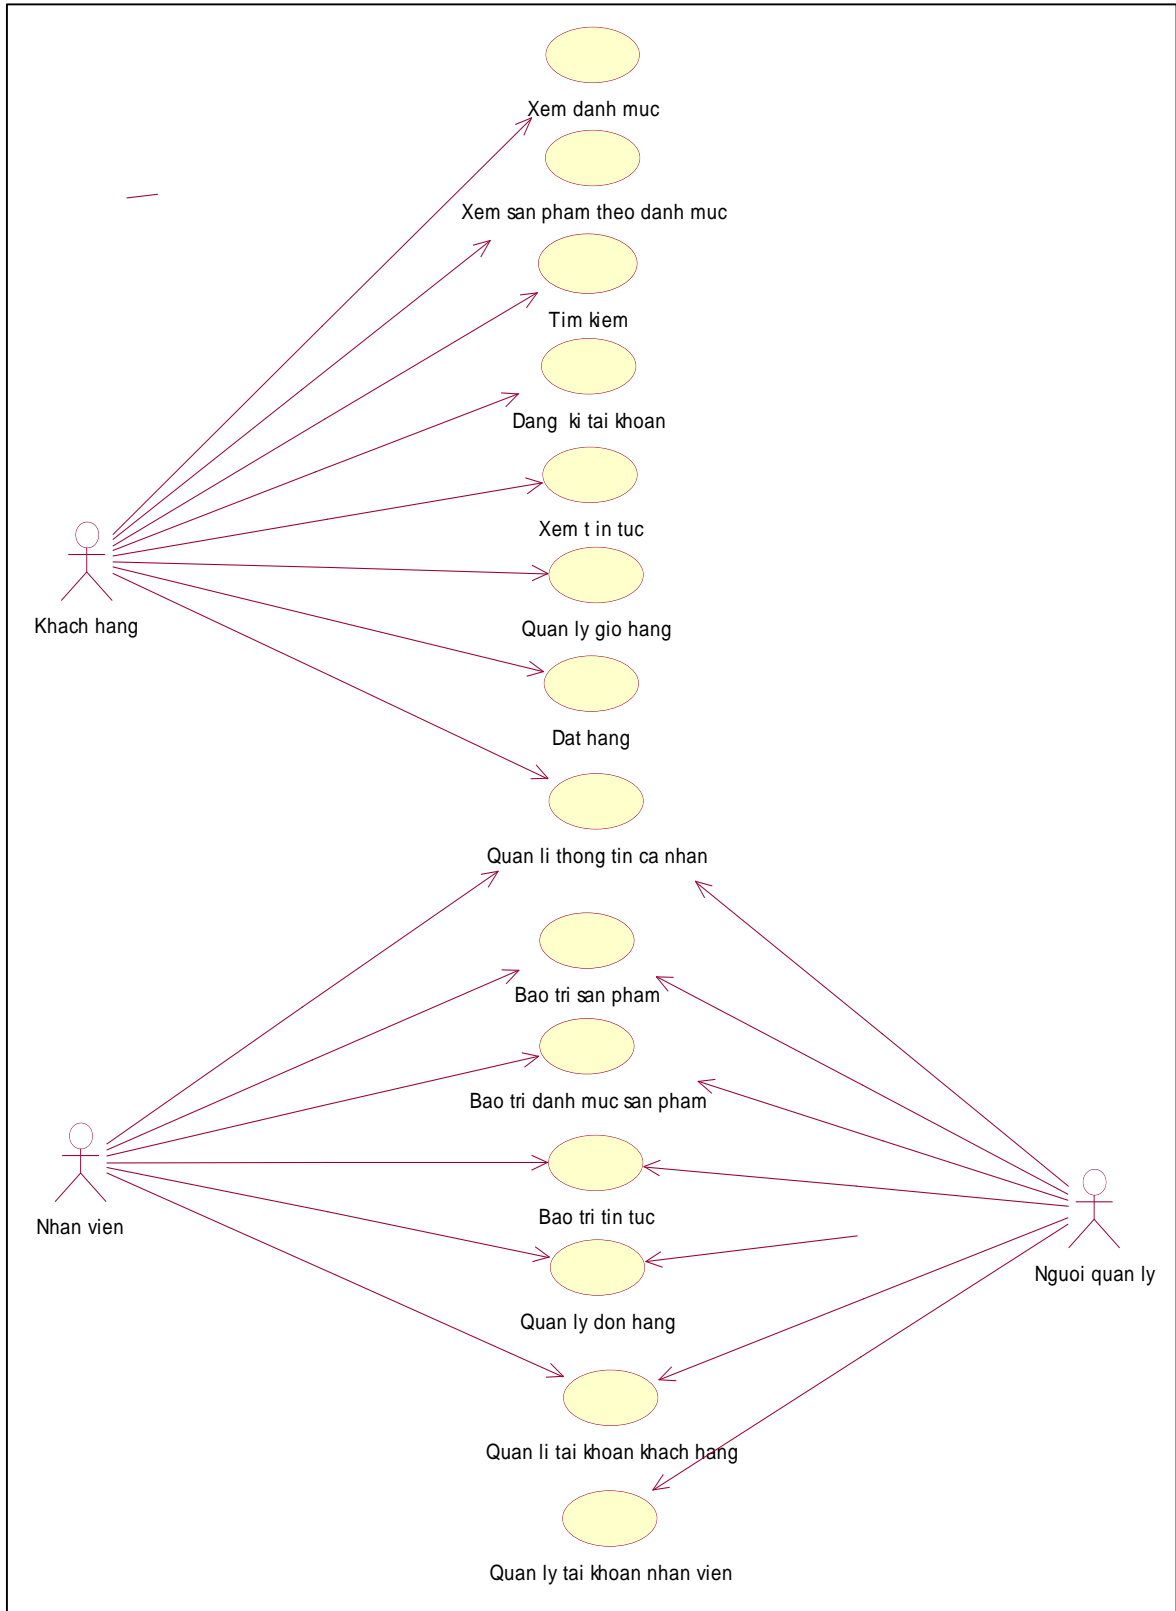 Xem danh muc
Xem san pham theo danh muc
Tim kiem
Dang ki tai khoan
Xem tin tuc
Khach hang
Quan ly gio hang
Dat hang
Quan li thong tin ca nhan
Bao tri san pham
Bao tri danh muc san pham
Bao tri tin tuc
Nhan vien
Nguoi quan ly
Quan ly don hang
Quan li tai khoan khach hang
Quan ly tai khoan nhan vien